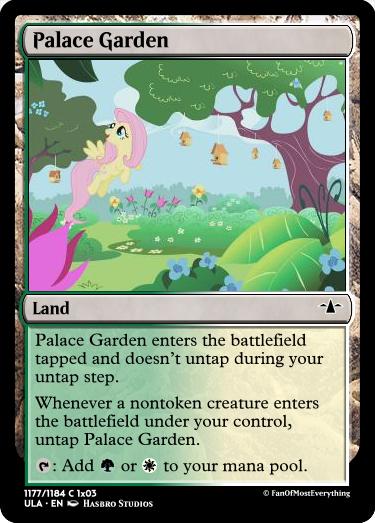 Palace Garden
Land
Palace Garden enters the battlefield
tapped and doesn't untap during your
untap step.
Whenever a nontoken creature enters
the battlefield under your control,
untap Palace Garden.
: Add or to your mana pool.
1177/1184 C 1x03
ULA • EN Hasbro Studios
© FanOfMostEverything